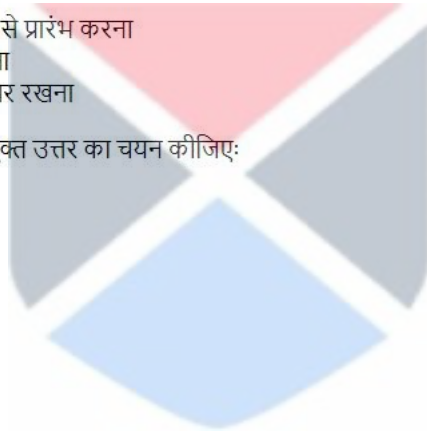 से प्रारंभ करना
ना
र रखना
क्त उत्तर का चयन कीजिएः